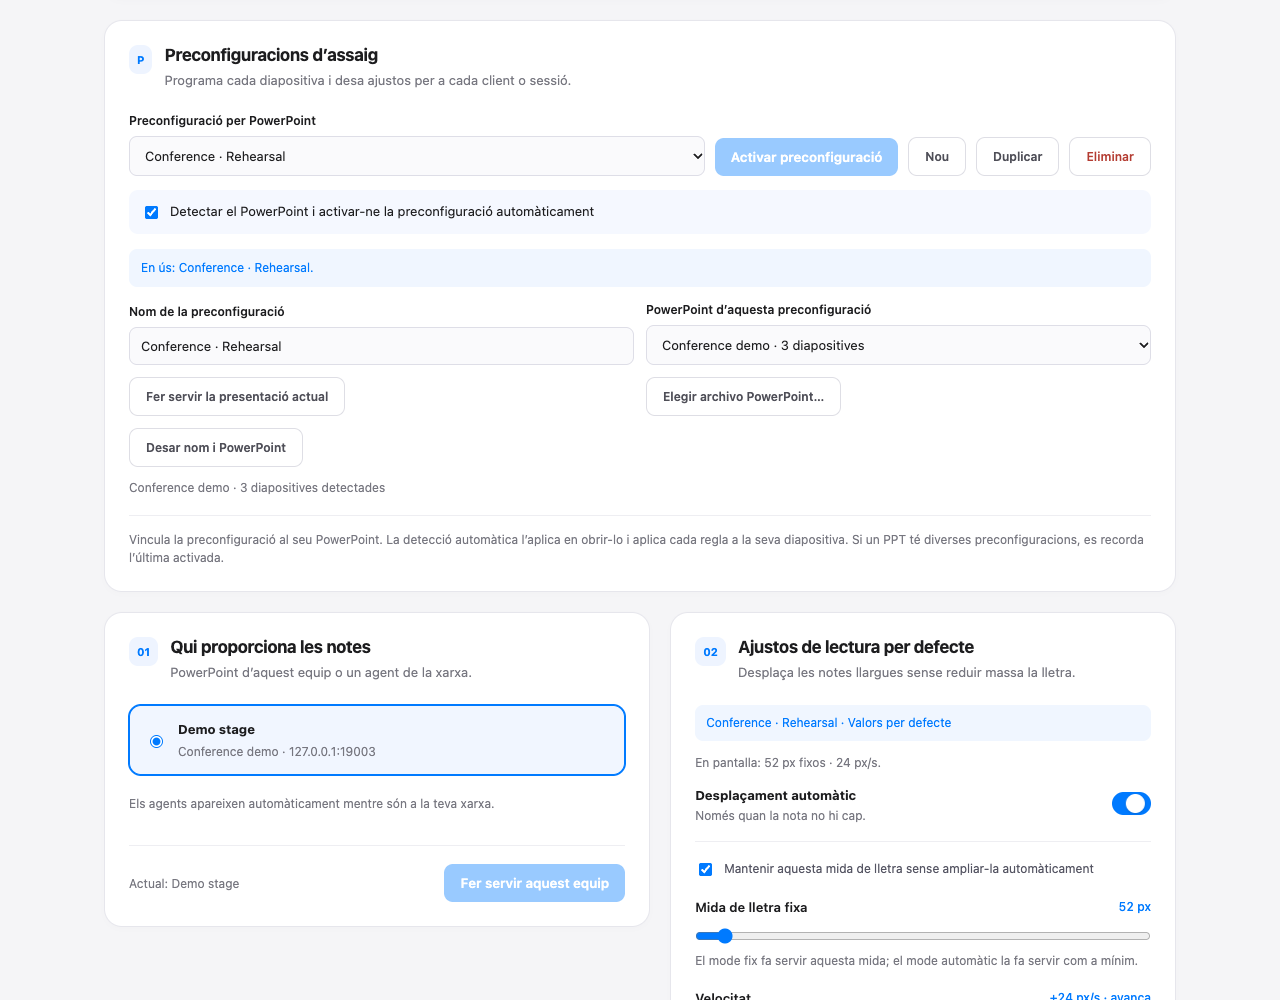 P
Preconfiguracions d’assaig
Programa cada diapositiva i desa ajustos per a cada client o sessió.
Preconfiguració per PowerPoint
Conference · Rehearsal
Activar preconfiguració
Nou
Duplicar
Eliminar
Detectar el PowerPoint i activar-ne la preconfiguració automàticament
En ús: Conference · Rehearsal.
Nom de la preconfiguració
PowerPoint d’aquesta preconfiguració
Conference · Rehearsal
Conference demo · 3 diapositives
Fer servir la presentació actual
Elegir archivo PowerPoint…
Desar nom i PowerPoint
Conference demo · 3 diapositives detectades
Vincula la preconfiguració al seu PowerPoint. La detecció automàtica l’aplica en obrir-lo i aplica cada regla a la seva diapositiva. Si un PPT té diverses preconfiguracions, es recorda
l’última activada.
01
Qui proporciona les notes
PowerPoint d’aquest equip o un agent de la xarxa.
Demo stage
Conference demo · 127.0.0.1:19003
Els agents apareixen automàticament mentre són a la teva xarxa.
Actual: Demo stage
Fer servir aquest equip
02
Ajustos de lectura per defecte
Desplaça les notes llargues sense reduir massa la lletra.
Conference · Rehearsal · Valors per defecte
En pantalla: 52 px fixos · 24 px/s.
Desplaçament automàtic
Només quan la nota no hi cap.
Mantenir aquesta mida de lletra sense ampliar-la automàticament
Mida de lletra fixa
52 px
El mode fix fa servir aquesta mida; el mode automàtic la fa servir com a mínim.
Velocitat
+24 px/s · avança